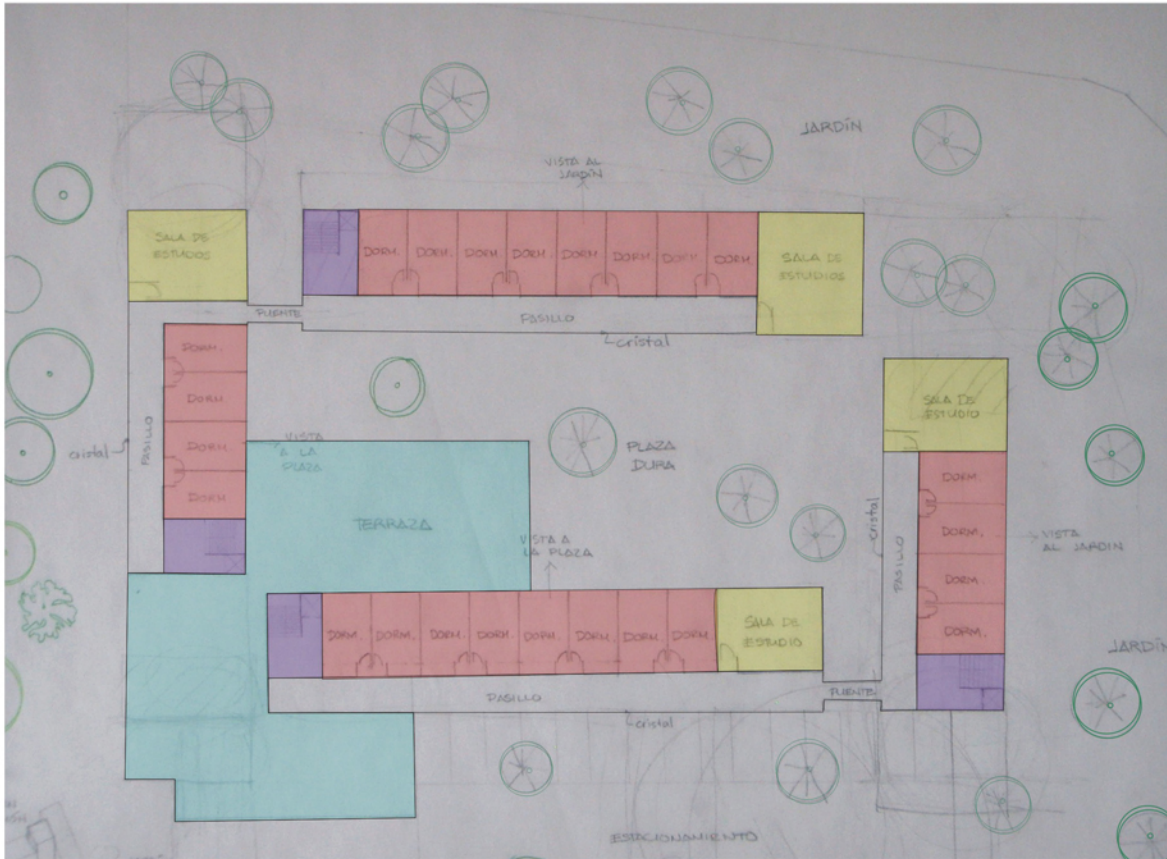 JARDÍN
VISTA AL
JARDÍN
SALA DE
ESTUDIOS
DORM.
DORM.
DORM.
DORM.
DORM.
DORM.
DORM.
DORM
SALA DE
ESTUDIOS
PUENTE
PASILLO
cristal
DORM.
DORM
DORM.
DORM
PASILLO
cristal
VISTA
A LA
PLAZA
PLAZA
DURA
SALA DE
ESTUDIO
TERRAZA
VISTA A
LA PLAZA
cristal
PASILLO
DORM.
DORM.
DORM.
DORM.
VISTA
AL JARDIN
DORM.
DORM.
DORM.
DORM.
DORM.
DORM.
DORM.
DORM
SALA DE
ESTUDIO
JARDÍN
PASILLO
PUENTE
cristal
ESTACIONAMIENTO